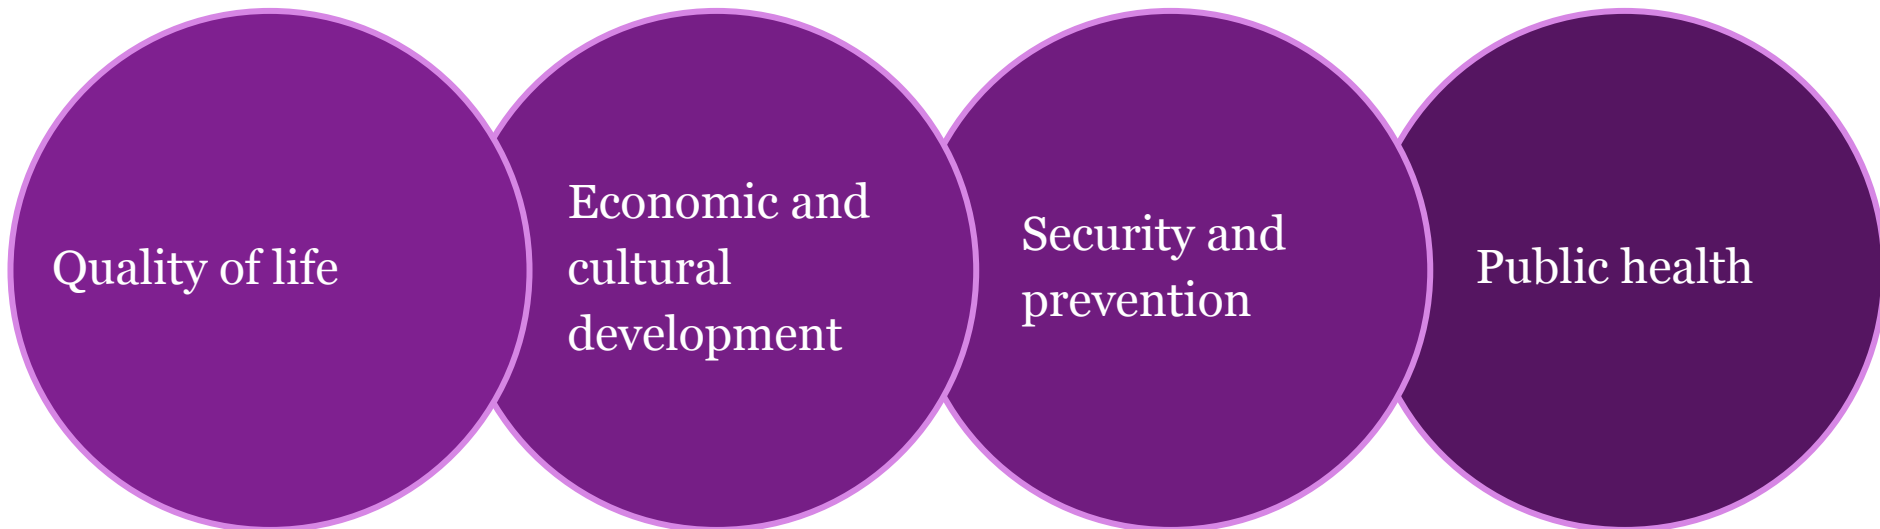 Quality of life
Economic and
cultural
development
Security and
prevention
Public health